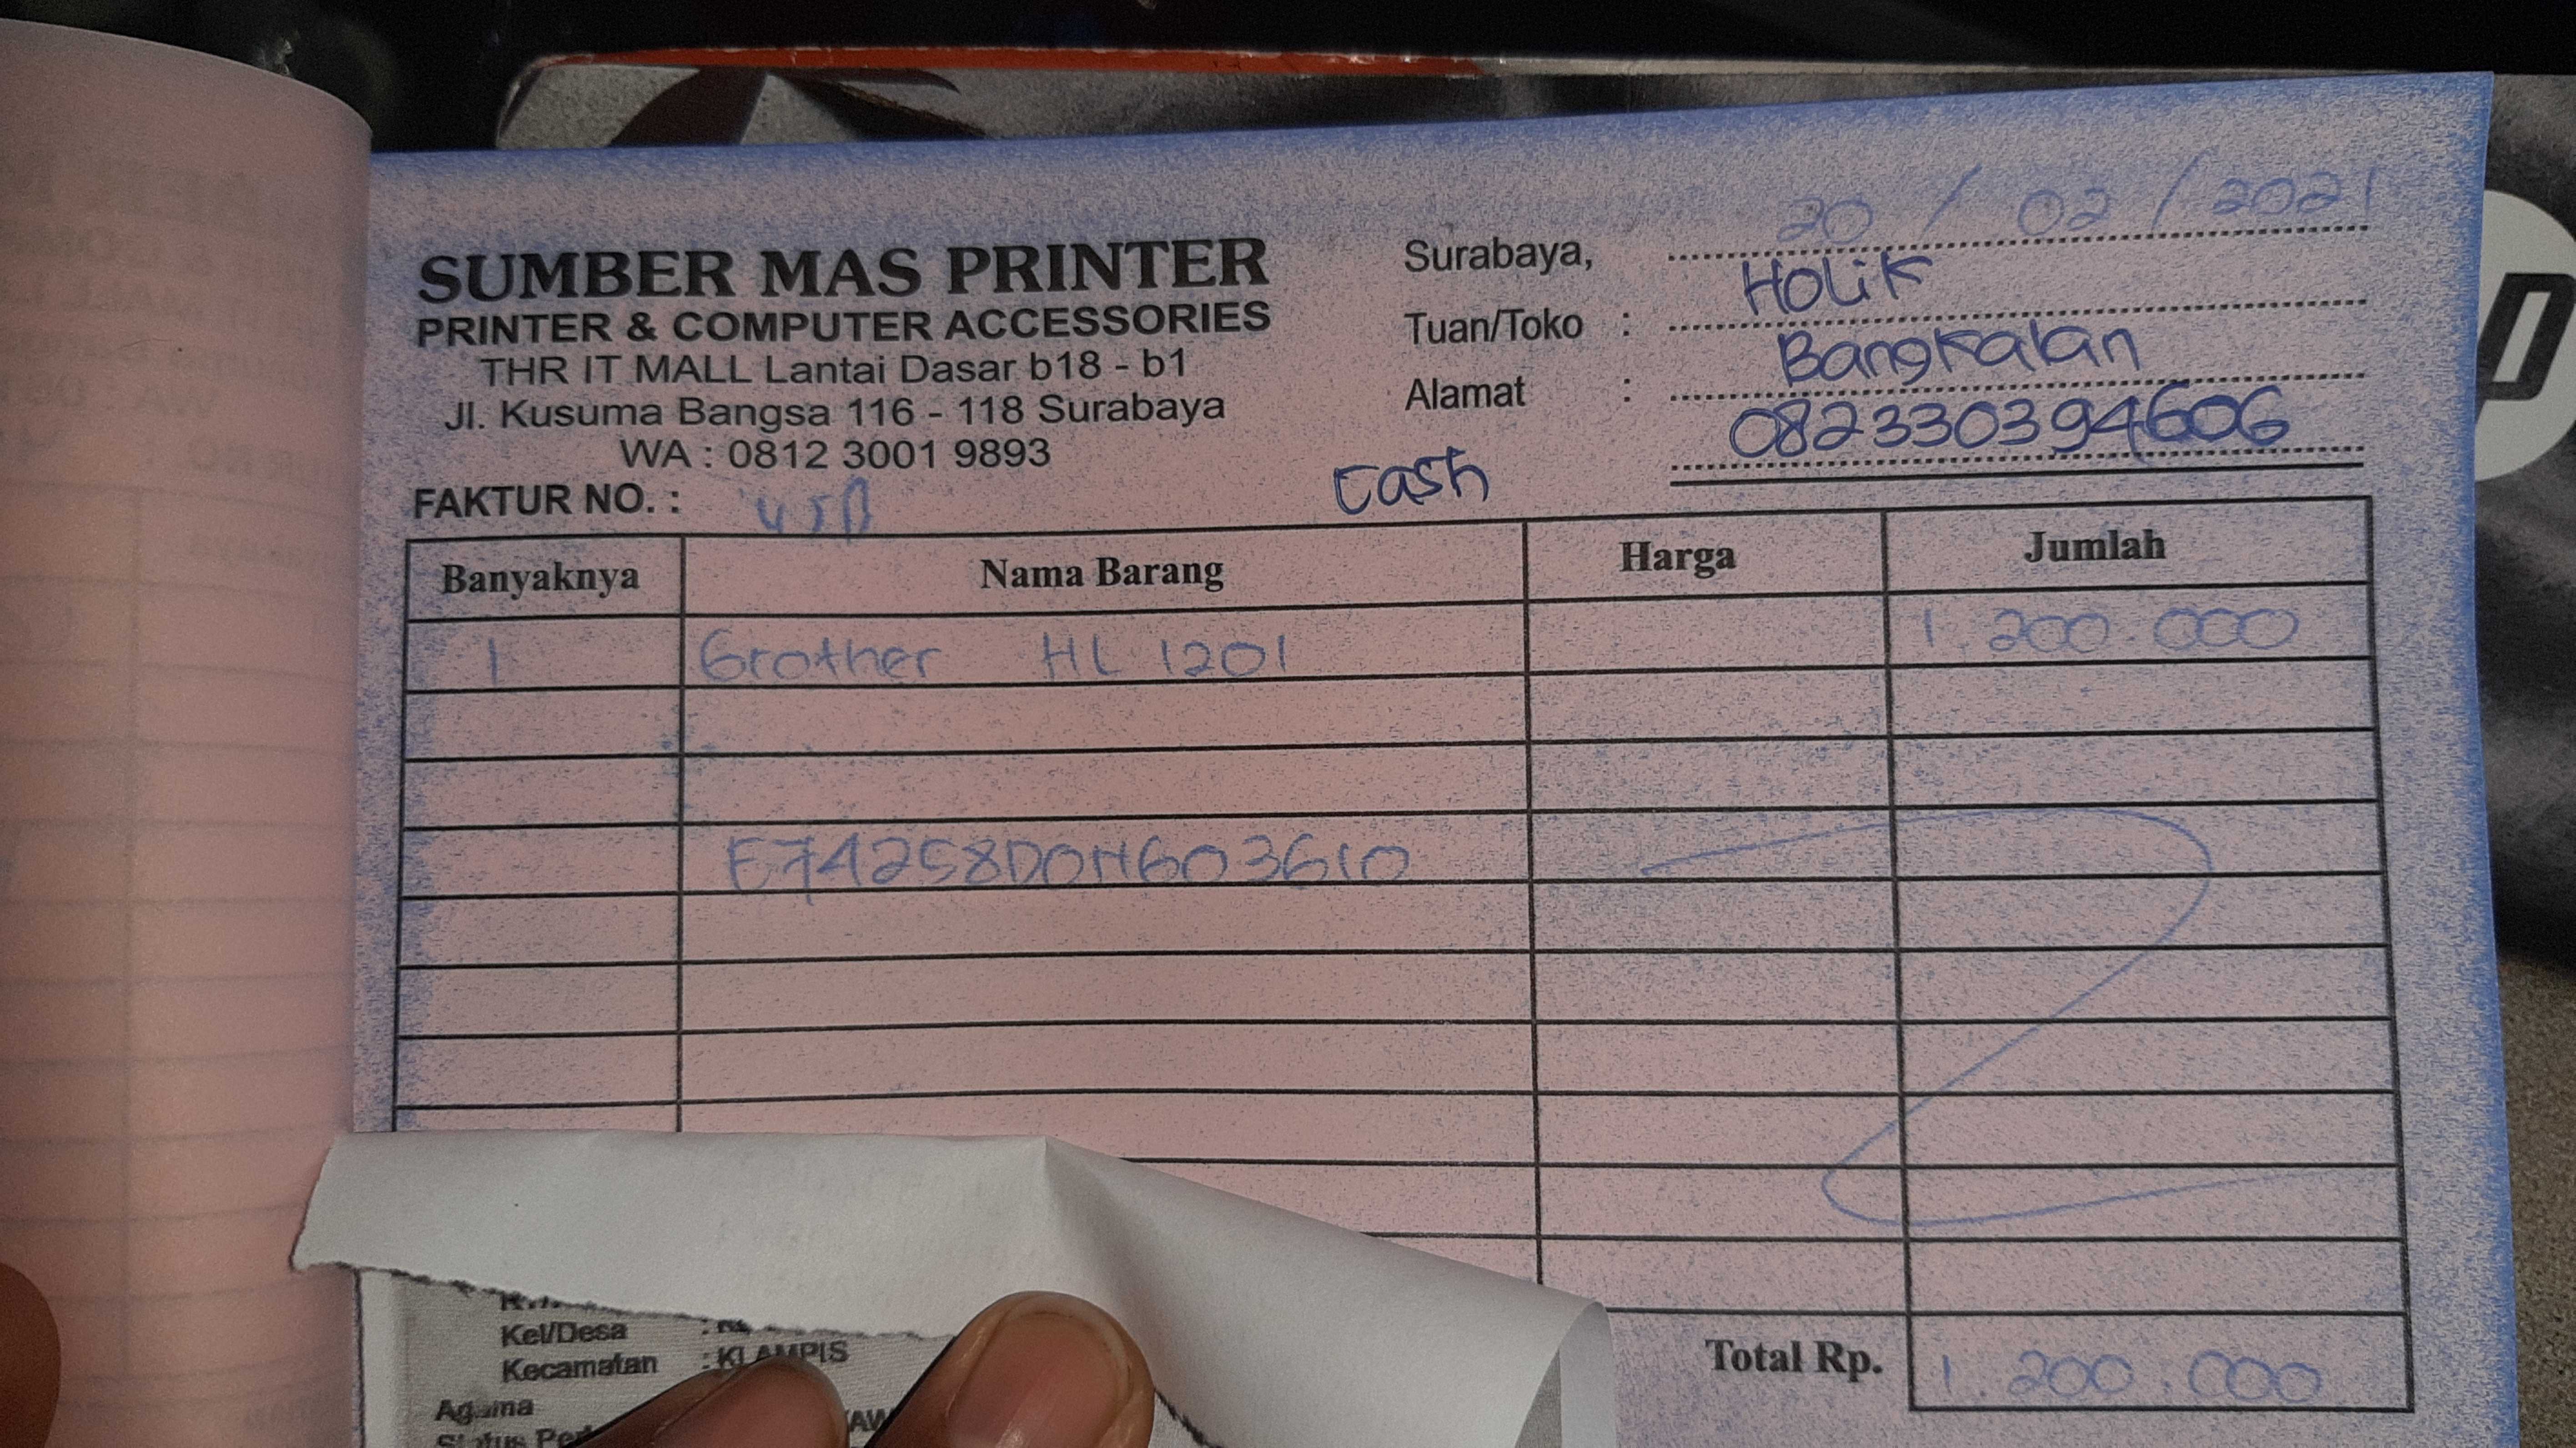 SUMBER MAS PRINTER
PRINTER & COMPUTER ACCESSORIES
THR IT MALL Lantai Dasar b18 - b1
Jl. Kusuma Bangsa 116 - 118 Surabaya
WA : 0812 3001 9893
FAKTUR NO. :
Surabaya, 20 / 02 / 2021
Tuan/Toko : Holik
Alamat : Bangkalan
082330394606
Cash
Banyaknya Nama Barang Harga Jumlah
1 Brother HL 1201 1.200.000
E74258D0H603610
Total Rp. 1.200.000
Kel/Desa :
Kecamatan : KLAMPIS
Agama
Status
hp